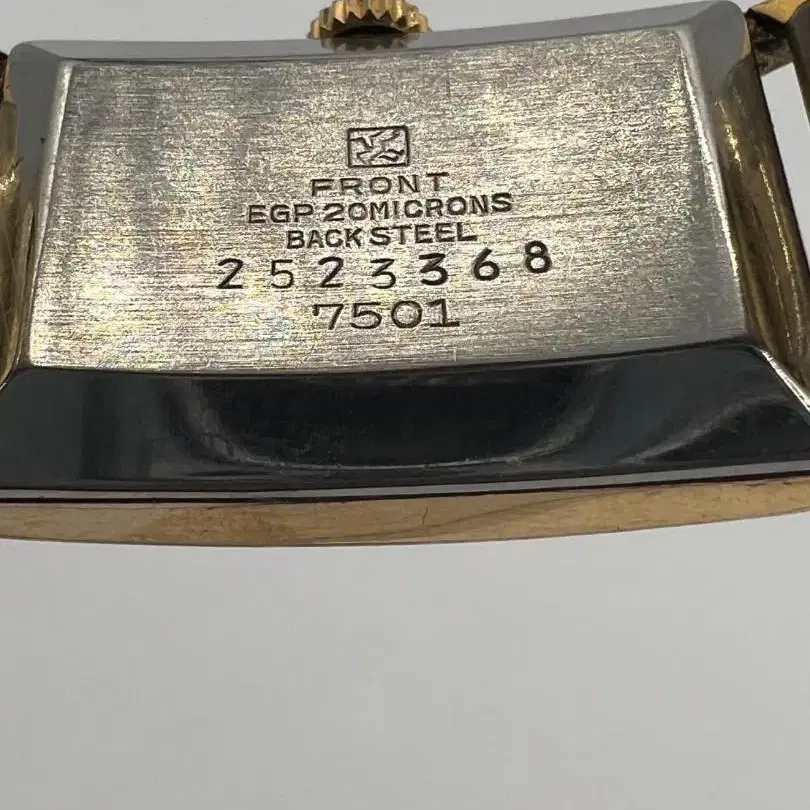 FRONT
EGP 20MICRONS
BACK STEEL
2523368
7501